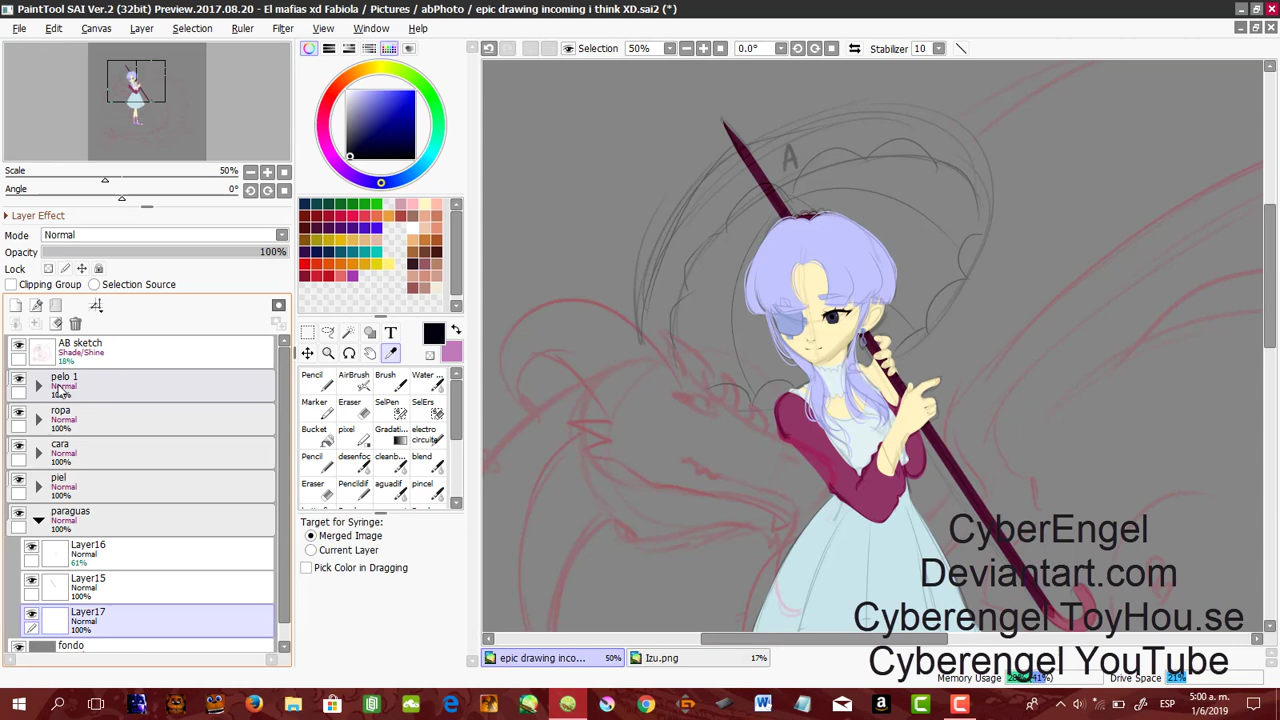 PaintTool SAI Ver.2 (32bit) Preview.2017.08.20 - El mafias xd Fabiola / Pictures / abPhoto / epic drawing incoming i think XD.sai2 (*)
File Edit Canvas Layer Selection Ruler Filter View Window Help
Selection 50% 0.0° Stabilizer 10
Scale 50%
Angle 0°
Layer Effect
Mode Normal
Opacity 100%
Lock
Clipping Group Selection Source
AB sketch
Shade/Shine
18%
pelo 1
Normal
100%
ropa
Normal
100%
cara
Normal
100%
piel
Normal
100%
paraguas
Normal
100%
Layer16
Normal
61%
Layer15
Normal
100%
Layer17
Normal
100%
fondo
T
Pencil AirBrush Brush Water ..
Marker Eraser SelPen SelErs
Bucket pixel Gradati.. electro circuite
Pencil desenfoc cleanb.. blend
Eraser Pencildif aguadif pincel
Target for Syringe:
Merged Image
Current Layer
Pick Color in Dragging
A
CyberEngel
Deviantart.com
Cyberengel ToyHou.se
Cyberengel YouTube
epic drawing inco... 50% Izu.png 17%
Memory Usage (41%) Drive Space 21%
ESP
5:00 a. m.
1/6/2019